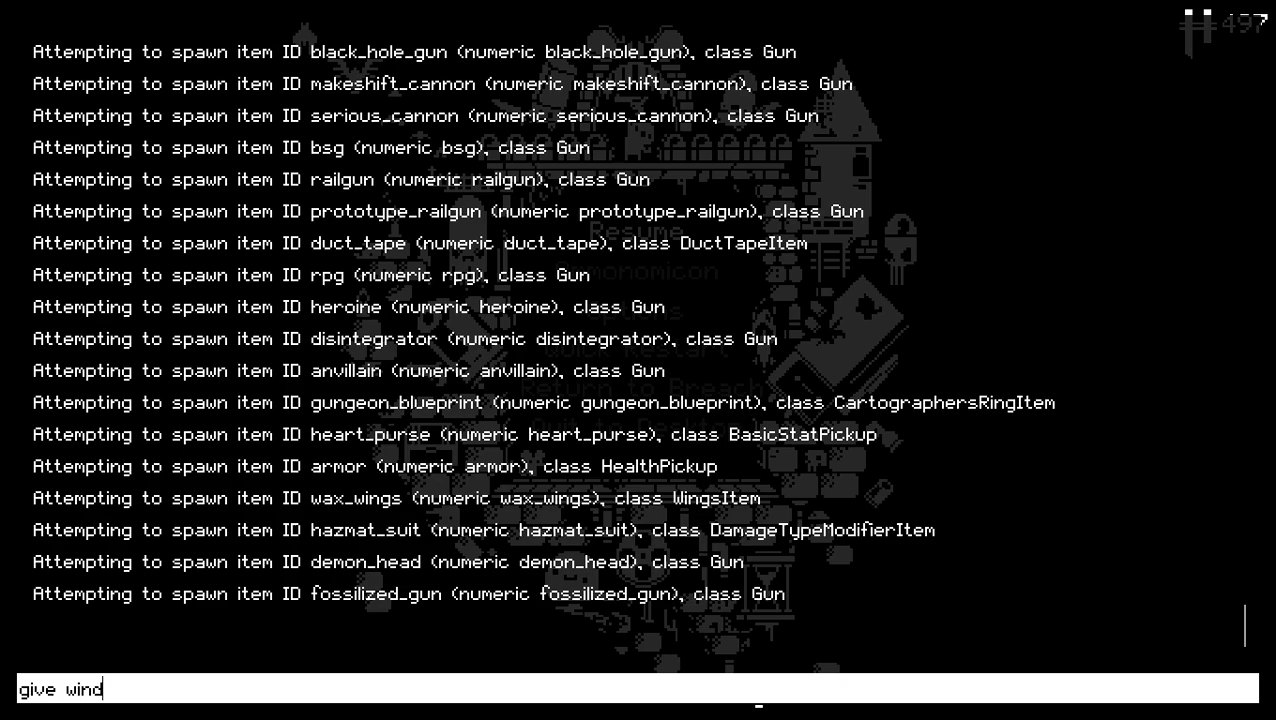 497
Attempting to spawn item ID black_hole_gun (numeric black_hole_gun), class Gun
Attempting to spawn item ID makeshift_cannon (numeric makeshift_cannon), class Gun
Attempting to spawn item ID serious_cannon (numeric serious_cannon), class Gun
Attempting to spawn item ID bsg (numeric bsg), class Gun
Attempting to spawn item ID railgun (numeric railgun), class Gun
Attempting to spawn item ID prototype_railgun (numeric prototype_railgun), class Gun
Resume
Attempting to spawn item ID duct_tape (numeric duct_tape), class DuctTapeItem
Attempting to spawn item ID rpg (numeric rpg), class Gun
Attempting to spawn item ID heroine (numeric heroine), class Gun
Attempting to spawn item ID disintegrator (numeric disintegrator), class Gun
Attempting to spawn item ID anvillain (numeric anvillain), class Gun
Return to Breach
Attempting to spawn item ID gungeon_blueprint (numeric gungeon_blueprint), class CartographersRingItem
Attempting to spawn item ID heart_purse (numeric heart_purse), class BasicStatPickup
Attempting to spawn item ID armor (numeric armor), class HealthPickup
Attempting to spawn item ID wax_wings (numeric wax_wings), class WingsItem
Attempting to spawn item ID hazmat_suit (numeric hazmat_suit), class DamageTypeModifierItem
Attempting to spawn item ID demon_head (numeric demon_head), class Gun
Attempting to spawn item ID fossilized_gun (numeric fossilized_gun), class Gun
give wind